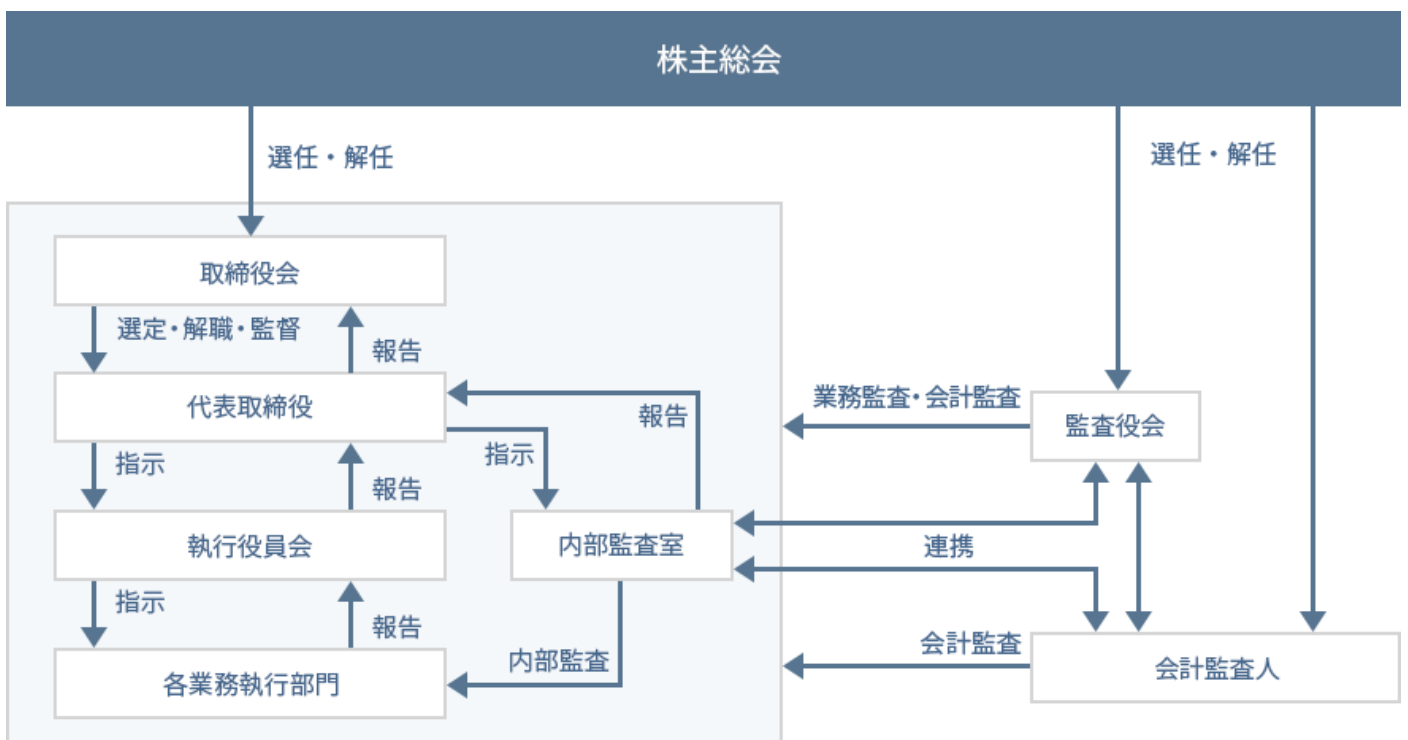 株主総会
選任・解任
選任・解任
取締役会
選定・解職・監督
報告
代表取締役
報告
業務監査・会計監査
監査役会
指示
報告
指示
執行役員会
内部監査室
連携
指示
報告
内部監査
会計監査
各業務執行部門
会計監査人